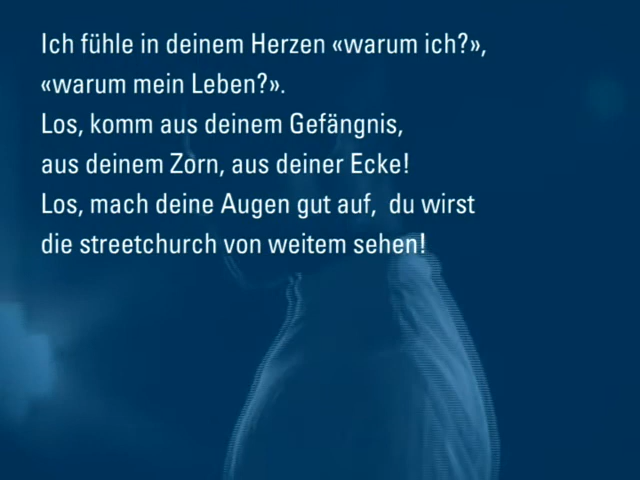 Ich fühle in deinem Herzen «warum ich?»,
«warum mein Leben?».
Los, komm aus deinem Gefängnis,
aus deinem Zorn, aus deiner Ecke!
Los, mach deine Augen gut auf,  du wirst
die streetchurch von weitem sehen!